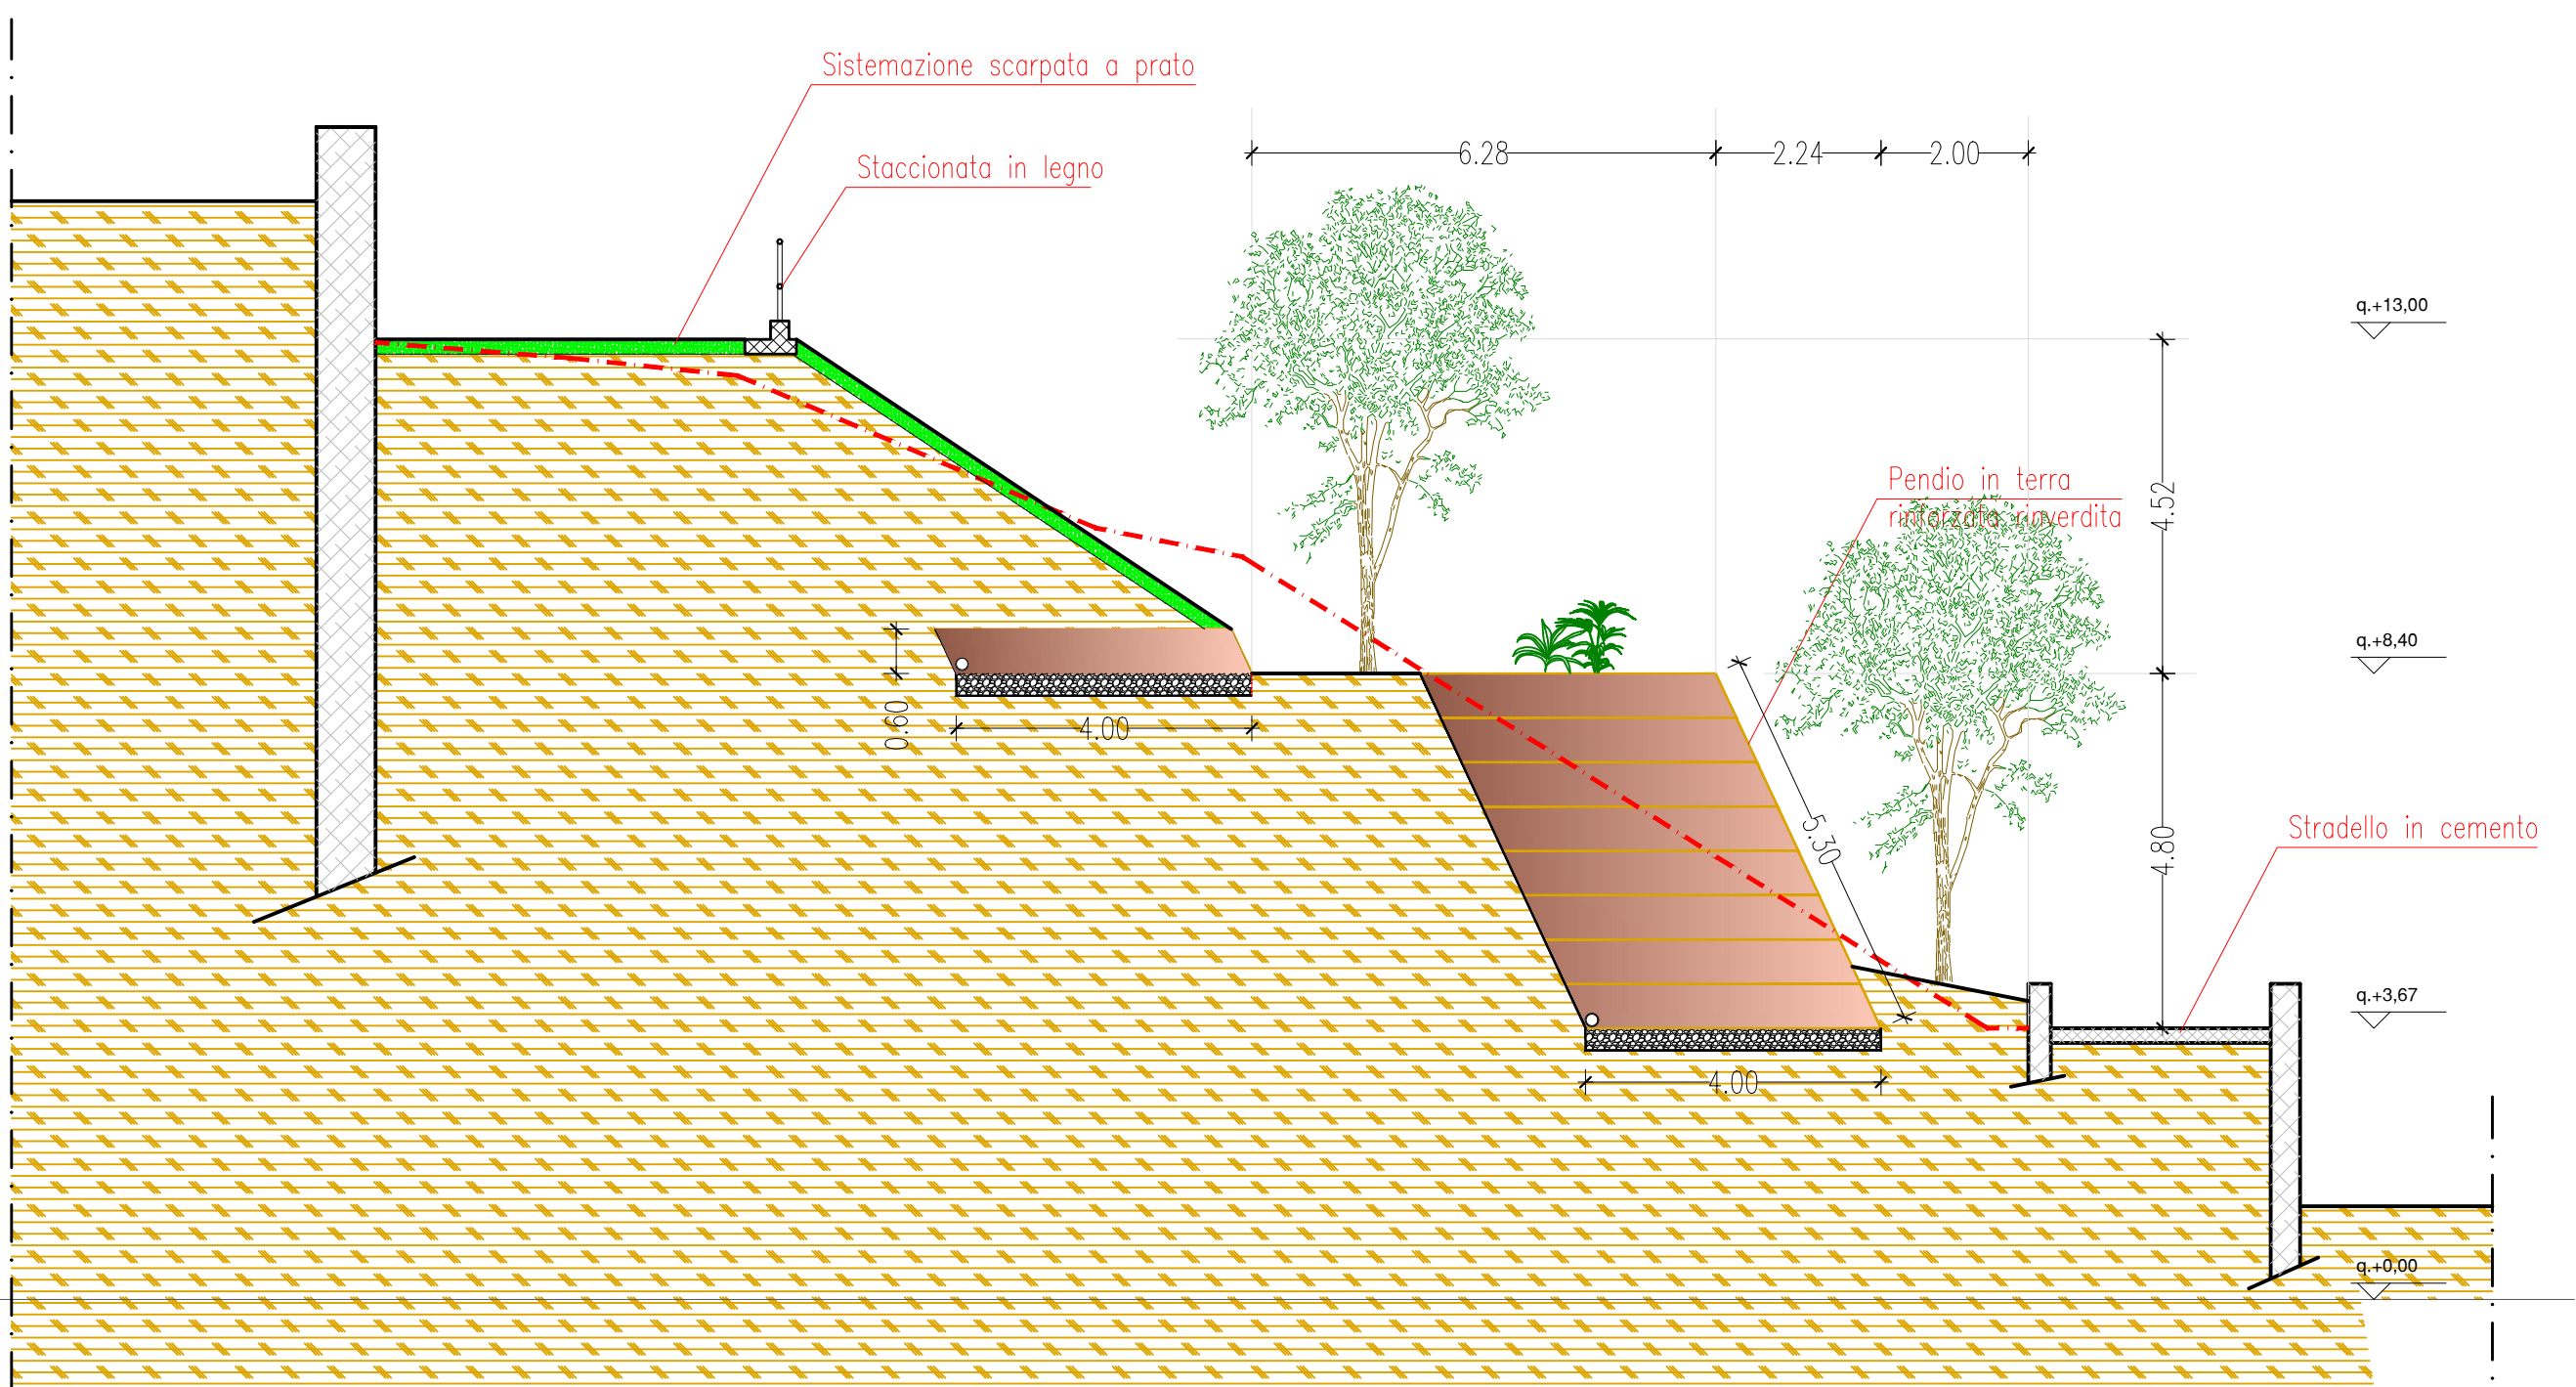 Sistemazione scarpata a prato
Staccionata in legno
6.28
2.24
2.00
q.+13,00
Pendio in terra
rinforzata rinverdita
4.52
q.+8,40
0.60
4.00
5.30
Stradello in cemento
4.80
q.+3,67
4.00
q.+0,00